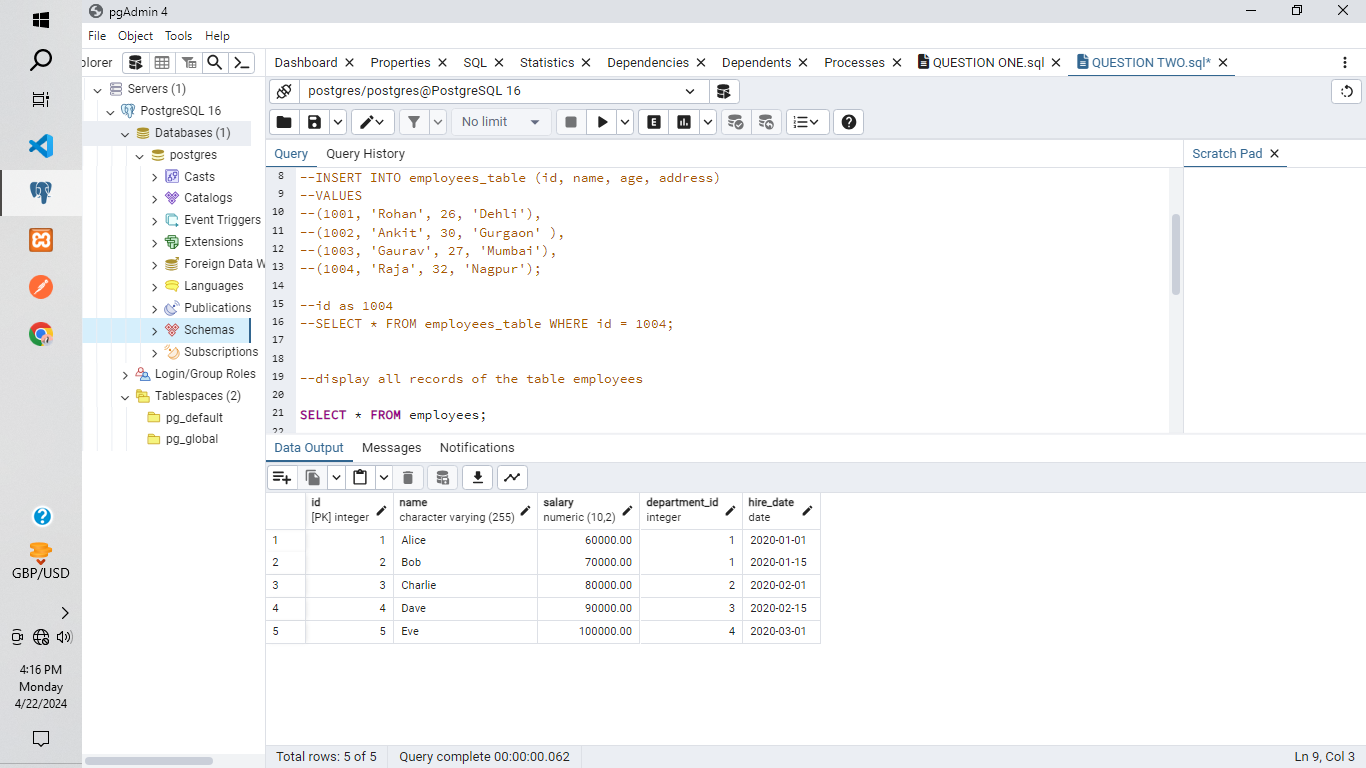 pgAdmin 4
File Object Tools Help
plorer
Dashboard Properties SQL Statistics Dependencies Dependents Processes QUESTION ONE.sql QUESTION TWO.sql*
Servers (1)
PostgreSQL 16
Databases (1)
postgres
Casts
Catalogs
Event Triggers
Extensions
Foreign Data W
Languages
Publications
Schemas
Subscriptions
Login/Group Roles
Tablespaces (2)
pg_default
pg_global
postgres/postgres@PostgreSQL 16
No limit
Query Query History
Scratch Pad
8 --INSERT INTO employees_table (id, name, age, address)
9 --VALUES
10 --(1001, 'Rohan', 26, 'Dehli'),
11 --(1002, 'Ankit', 30, 'Gurgaon' ),
12 --(1003, 'Gaurav', 27, 'Mumbai'),
13 --(1004, 'Raja', 32, 'Nagpur');
14
15 --id as 1004
16 --SELECT * FROM employees_table WHERE id = 1004;
17
18
19 --display all records of the table employees
20
21 SELECT * FROM employees;
22
Data Output Messages Notifications
id name salary department_id hire_date
[PK] integer character varying (255) numeric (10,2) integer date
1 1 Alice 60000.00 1 2020-01-01
2 2 Bob 70000.00 1 2020-01-15
3 3 Charlie 80000.00 2 2020-02-01
4 4 Dave 90000.00 3 2020-02-15
5 5 Eve 100000.00 4 2020-03-01
Total rows: 5 of 5 Query complete 00:00:00.062 Ln 9, Col 3
GBP/USD
4:16 PM
Monday
4/22/2024